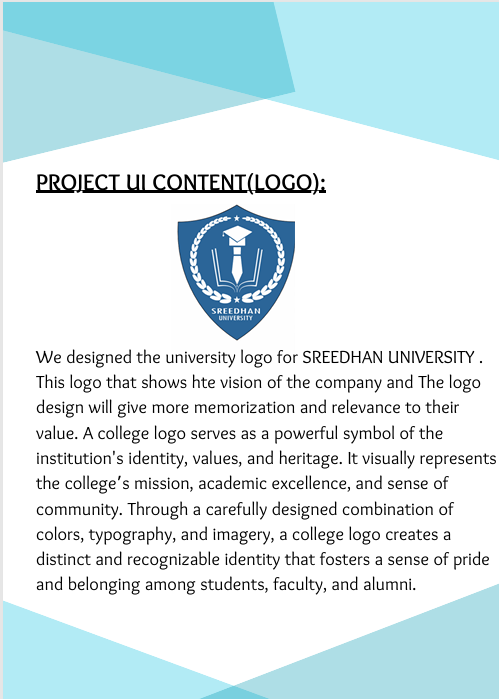 PROJECT UI CONTENT(LOGO):
SREEDHAN
UNIVERSITY
We designed the university logo for SREEDHAN UNIVERSITY .
This logo that shows hte vision of the company and The logo
design will give more memorization and relevance to their
value. A college logo serves as a powerful symbol of the
institution's identity, values, and heritage. It visually represents
the college's mission, academic excellence, and sense of
community. Through a carefully designed combination of
colors, typography, and imagery, a college logo creates a
distinct and recognizable identity that fosters a sense of pride
and belonging among students, faculty, and alumni.